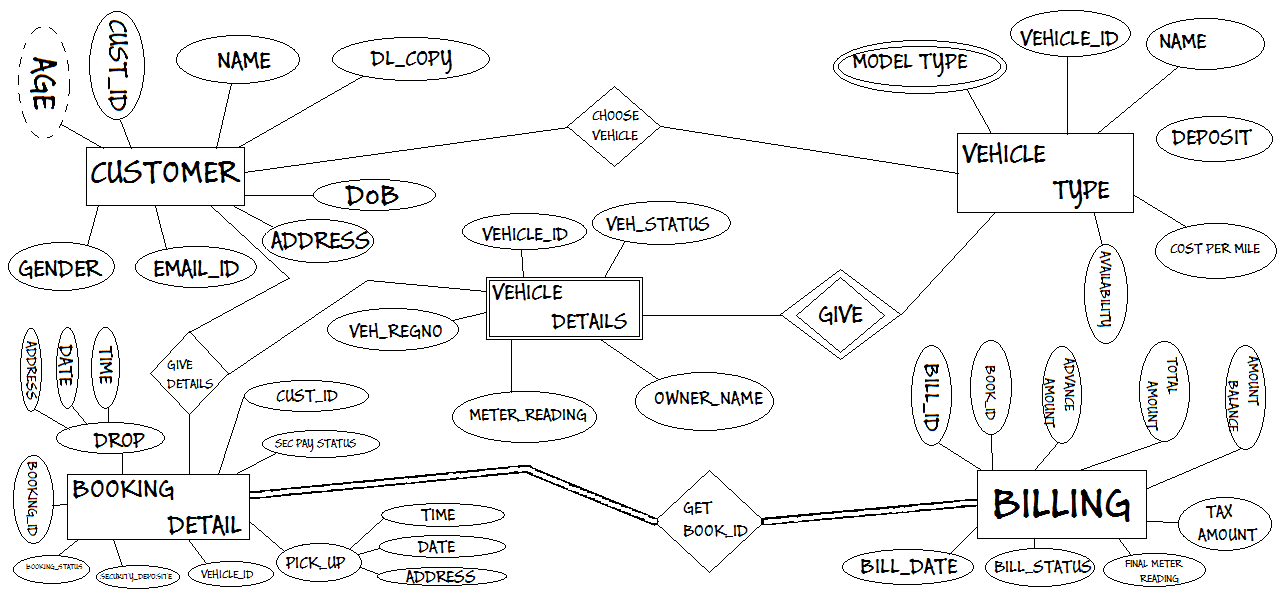 AGE
CUST_ID
NAME
DL_COPY
CUSTOMER
DOB
ADDRESS
GENDER
EMAIL_ID
CHOOSE
VEHICLE
MODEL TYPE
VEHICLE_ID
NAME
DEPOSIT
VEHICLE
TYPE
COST PER MILE
AVAILABILITY
VEHICLE_ID
VEH_STATUS
VEHICLE
DETAILS
VEH_REGNO
METER_READING
OWNER_NAME
GIVE
GIVE
DETAILS
ADDRESS
DATE
TIME
DROP
CUST_ID
SEC PAY STATUS
BOOKING
DETAIL
BOOKING_ID
BOOKING_STATUS
SECURITY_DEPOSITE
VEHICLE_ID
PICK_UP
TIME
DATE
ADDRESS
GET
BOOK_ID
BILL_ID
BOOK_ID
ADVANCE
AMOUNT
TOTAL
AMOUNT
AMOUNT
BALANCE
BILLING
TAX
AMOUNT
BILL_DATE
BILL_STATUS
FINAL METER
READING